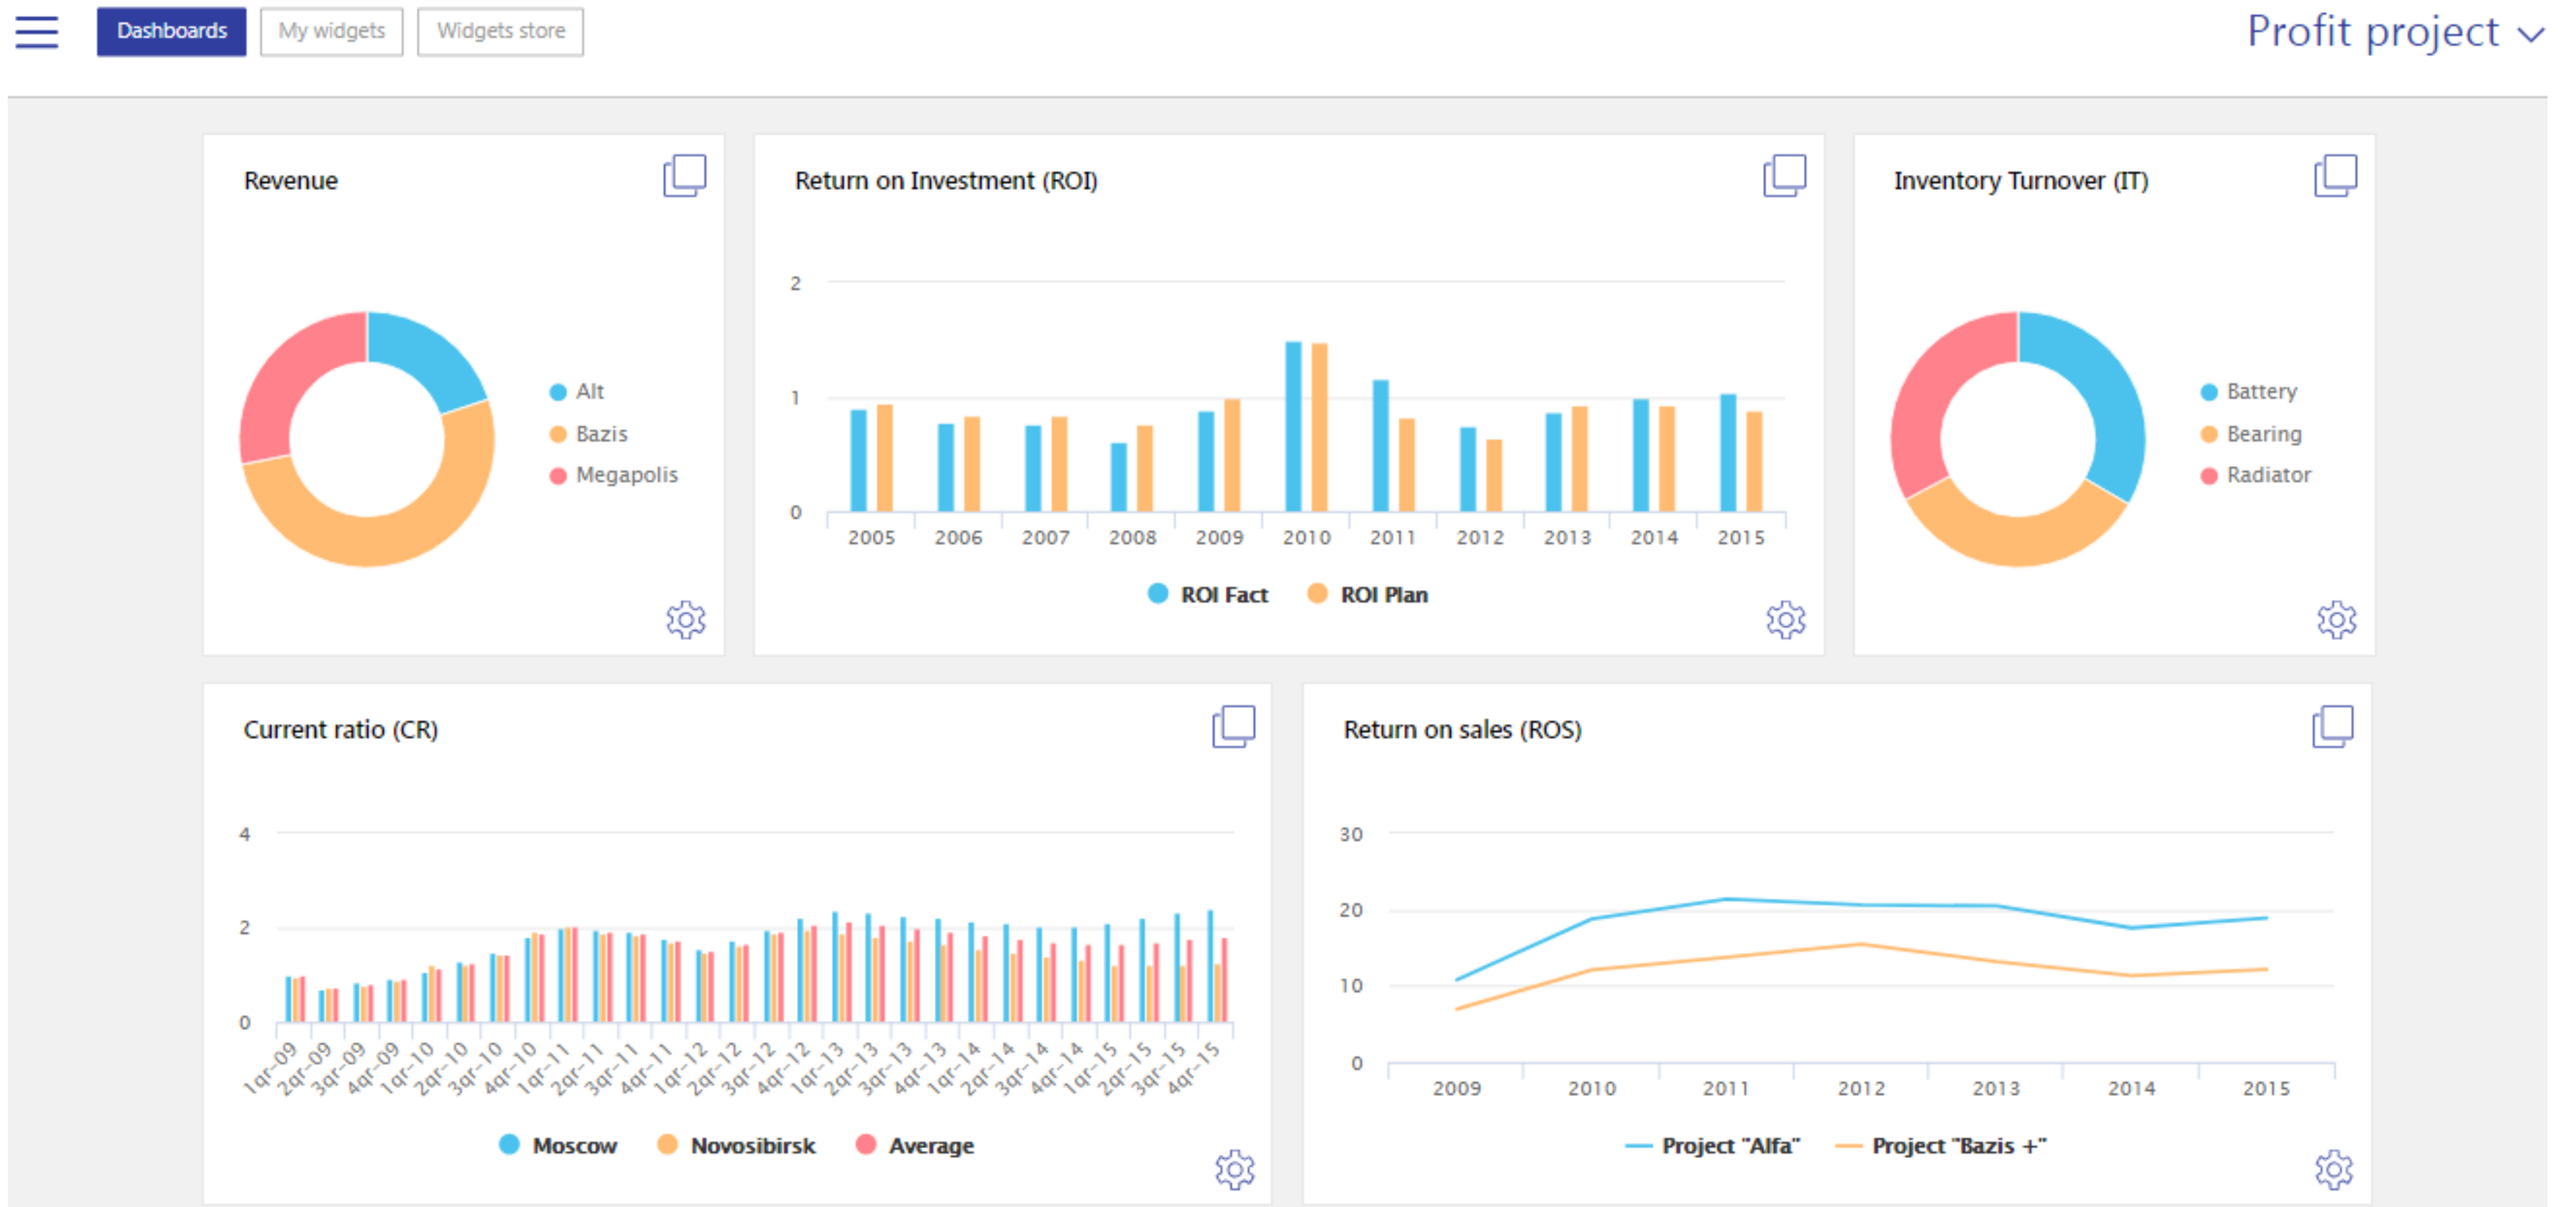 Dashboards My widgets Widgets store Profit project
Revenue
Alt
Bazis
Megapolis
Return on Investment (ROI)
2
1
0
2005 2006 2007 2008 2009 2010 2011 2012 2013 2014 2015
ROI Fact ROI Plan
Inventory Turnover (IT)
Battery
Bearing
Radiator
Current ratio (CR)
4
2
0
1qr-09 2qr-09 3qr-09 4qr-09 1qr-10 2qr-10 3qr-10 4qr-10 1qr-11 2qr-11 3qr-11 4qr-11 1qr-12 2qr-12 3qr-12 4qr-12 1qr-13 2qr-13 3qr-13 4qr-13 1qr-14 2qr-14 3qr-14 4qr-14 1qr-15 2qr-15 3qr-15 4qr-15
Moscow Novosibirsk Average
Return on sales (ROS)
30
20
10
0
2009 2010 2011 2012 2013 2014 2015
Project "Alfa" Project "Bazis +"